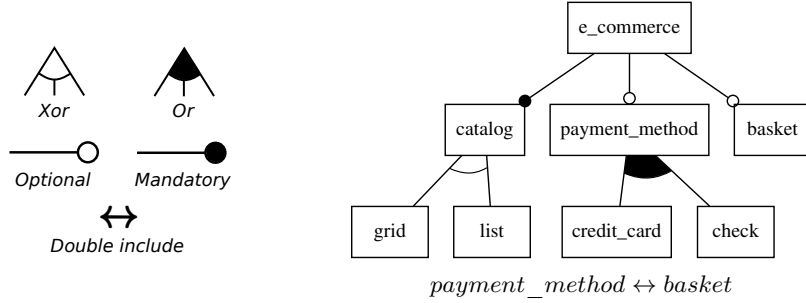 Xor
Or
Optional
Mandatory
Double include
e_commerce
catalog
payment_method
basket
grid
list
credit_card
check
payment_method ↔ basket